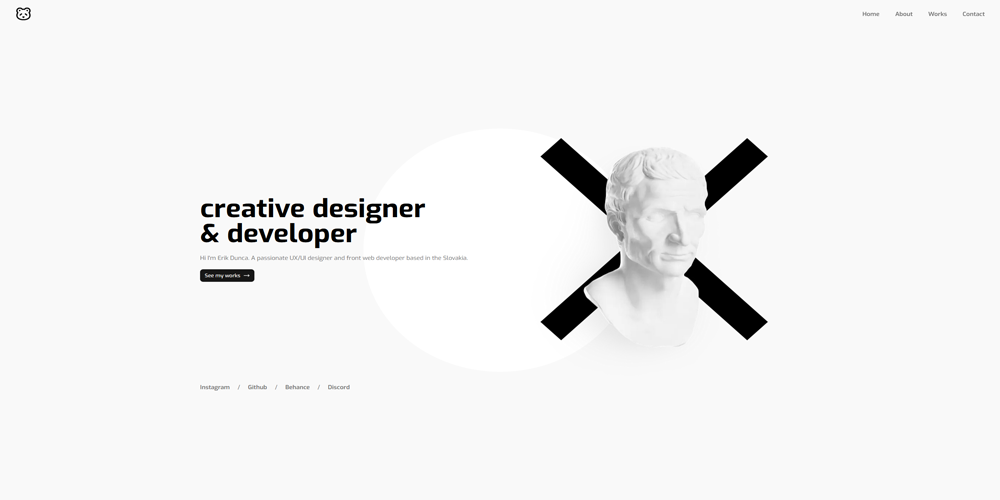 Home About Works Contact
creative designer
& developer
Hi I'm Erik Dunca. A passionate UX/UI designer and front web developer based in the Slovakia.
See my works →
Instagram / Github / Behance / Discord